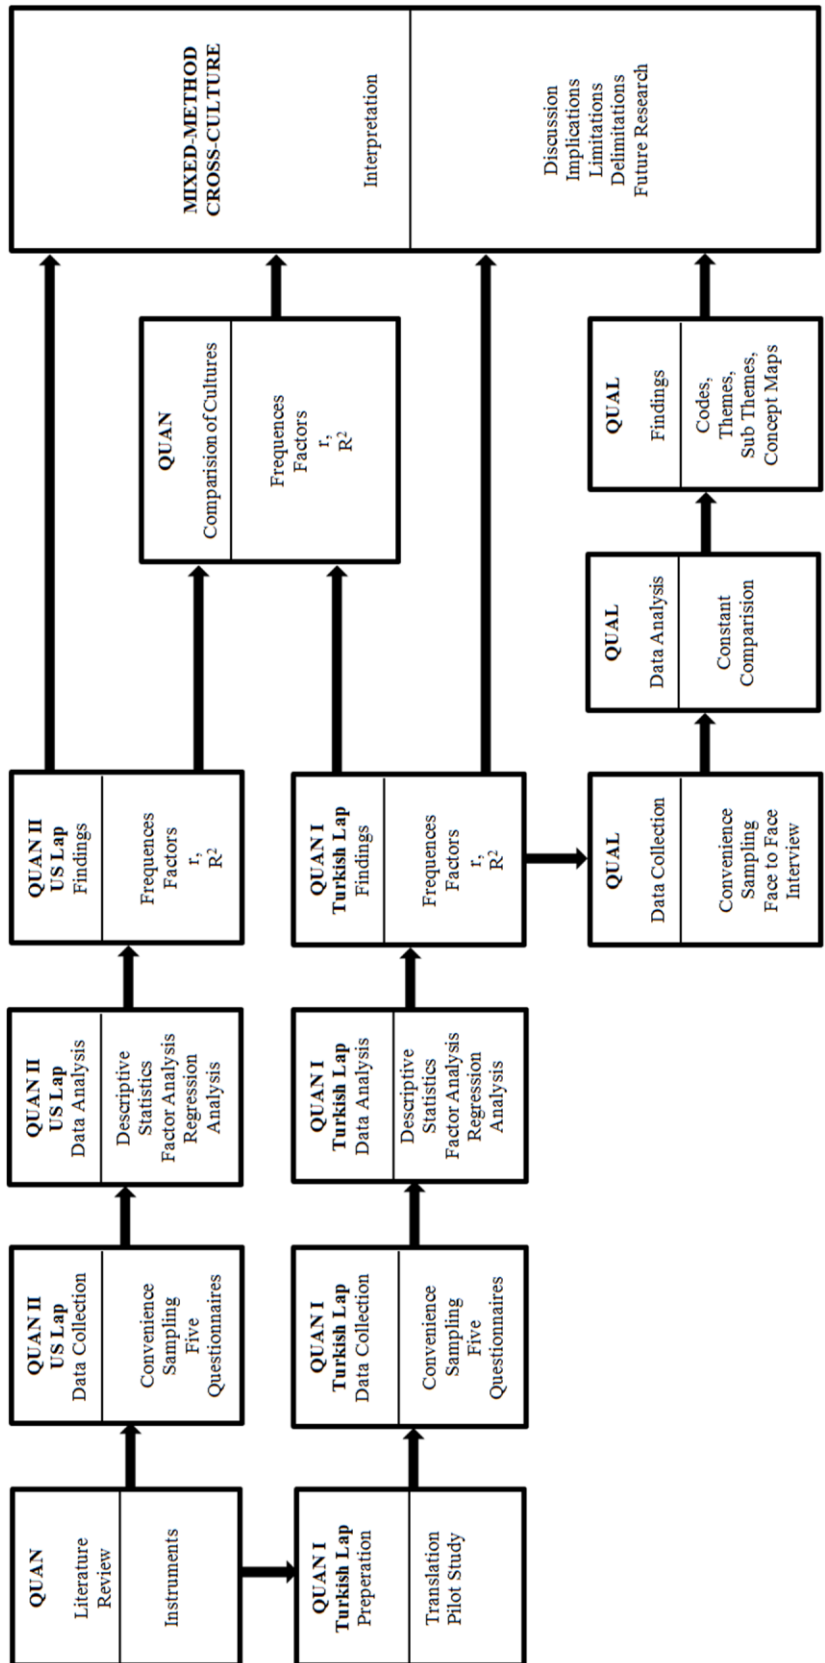 QUAN
Literature
Review
Instruments
QUAN II
US Lap
Data Collection
Convenience
Sampling
Five
Questionnaires
QUAN II
US Lap
Data Analysis
Descriptive
Statistics
Factor Analysis
Regression
Analysis
QUAN II
US Lap
Findings
Frequences
Factors
r,
R²
QUAN
Comparision of Cultures
Frequences
Factors
r,
R²
MIXED-METHOD
CROSS-CULTURE
Interpretation
Discussion
Implications
Limitations
Delimitations
Future Research
QUAN I
Turkish Lap
Preperation
Translation
Pilot Study
QUAN I
Turkish Lap
Data Collection
Convenience
Sampling
Five
Questionnaires
QUAN I
Turkish Lap
Data Analysis
Descriptive
Statistics
Factor Analysis
Regression
Analysis
QUAN I
Turkish Lap
Findings
Frequences
Factors
r,
R²
QUAL
Data Collection
Convenience
Sampling
Face to Face
Interview
QUAL
Data Analysis
Constant
Comparision
QUAL
Findings
Codes,
Themes,
Sub Themes,
Concept Maps